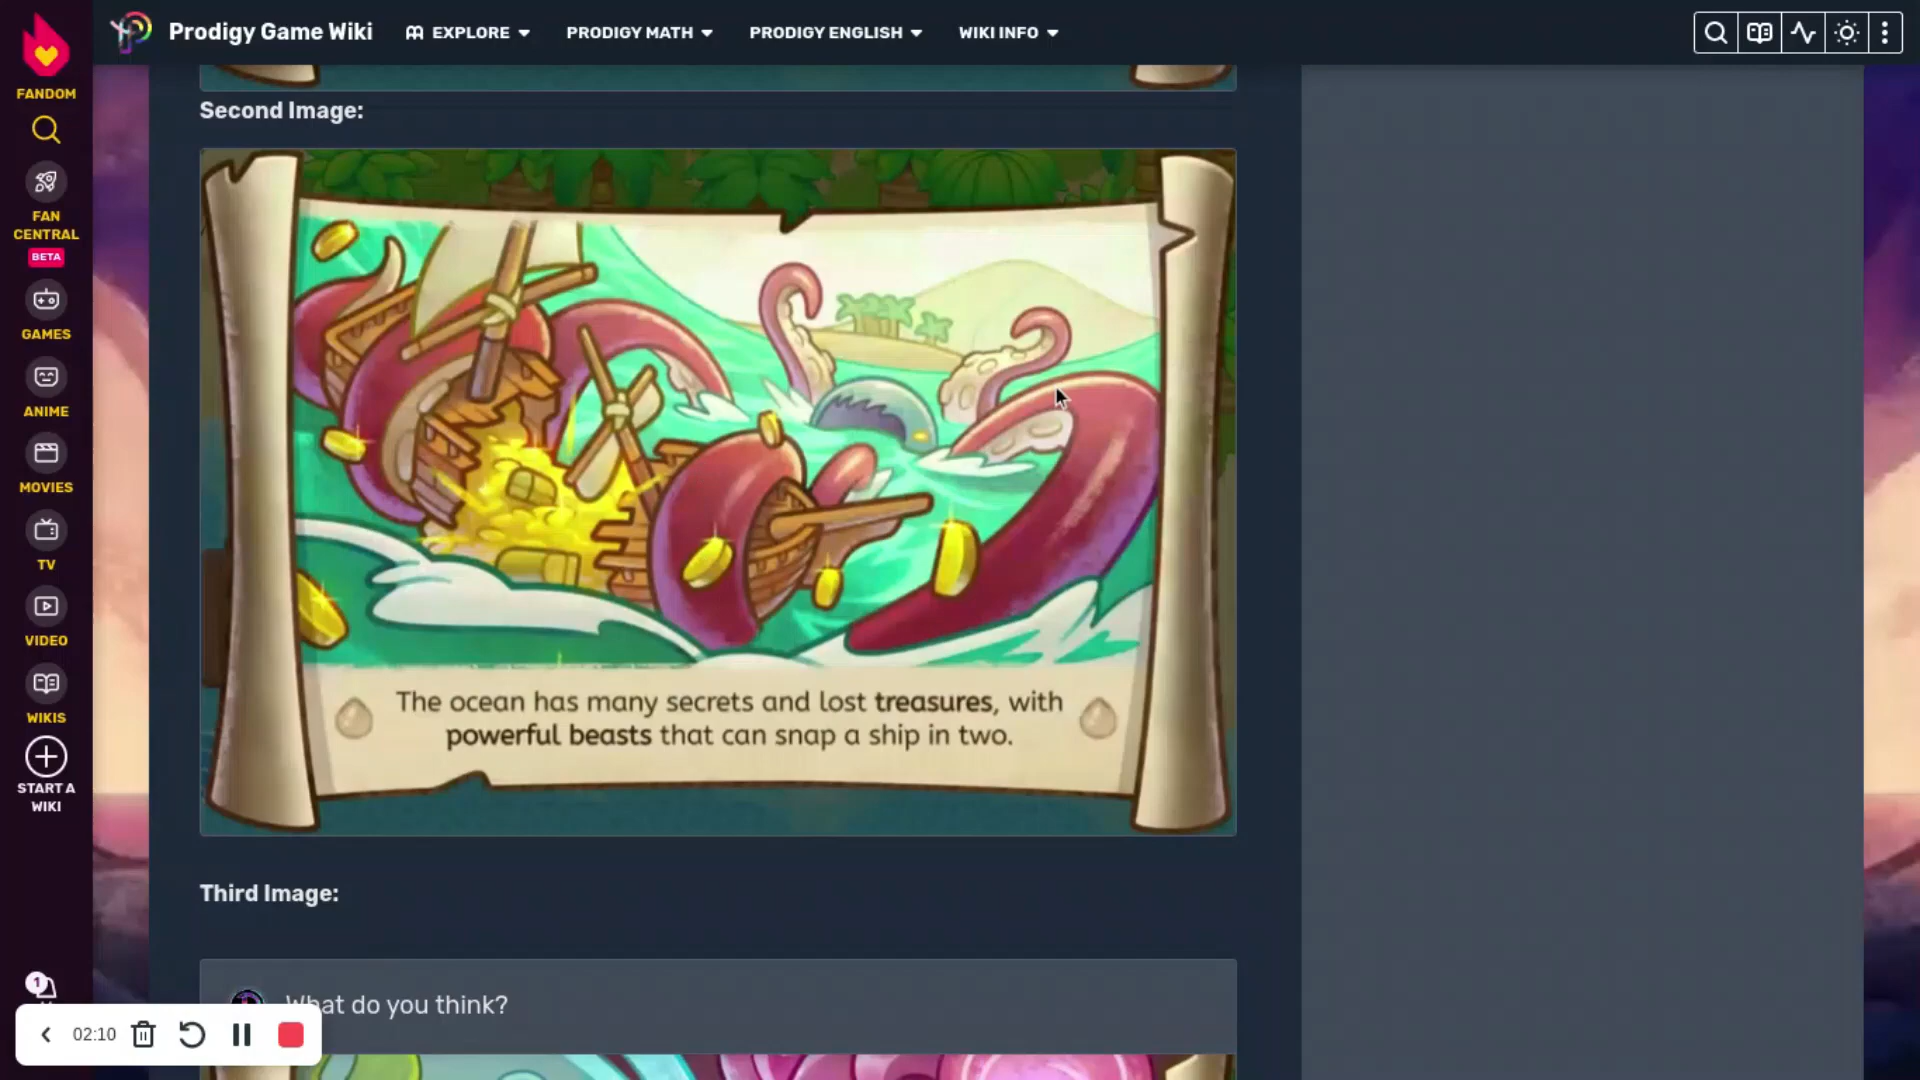 Prodigy Game Wiki
EXPLORE
PRODIGY MATH
PRODIGY ENGLISH
WIKI INFO
FANDOM
FAN
CENTRAL
BETA
GAMES
ANIME
MOVIES
TV
VIDEO
WIKIS
START A
WIKI
1
02:10
Second Image:
The ocean has many secrets and lost treasures, with
powerful beasts that can snap a ship in two.
Third Image:
What do you think?